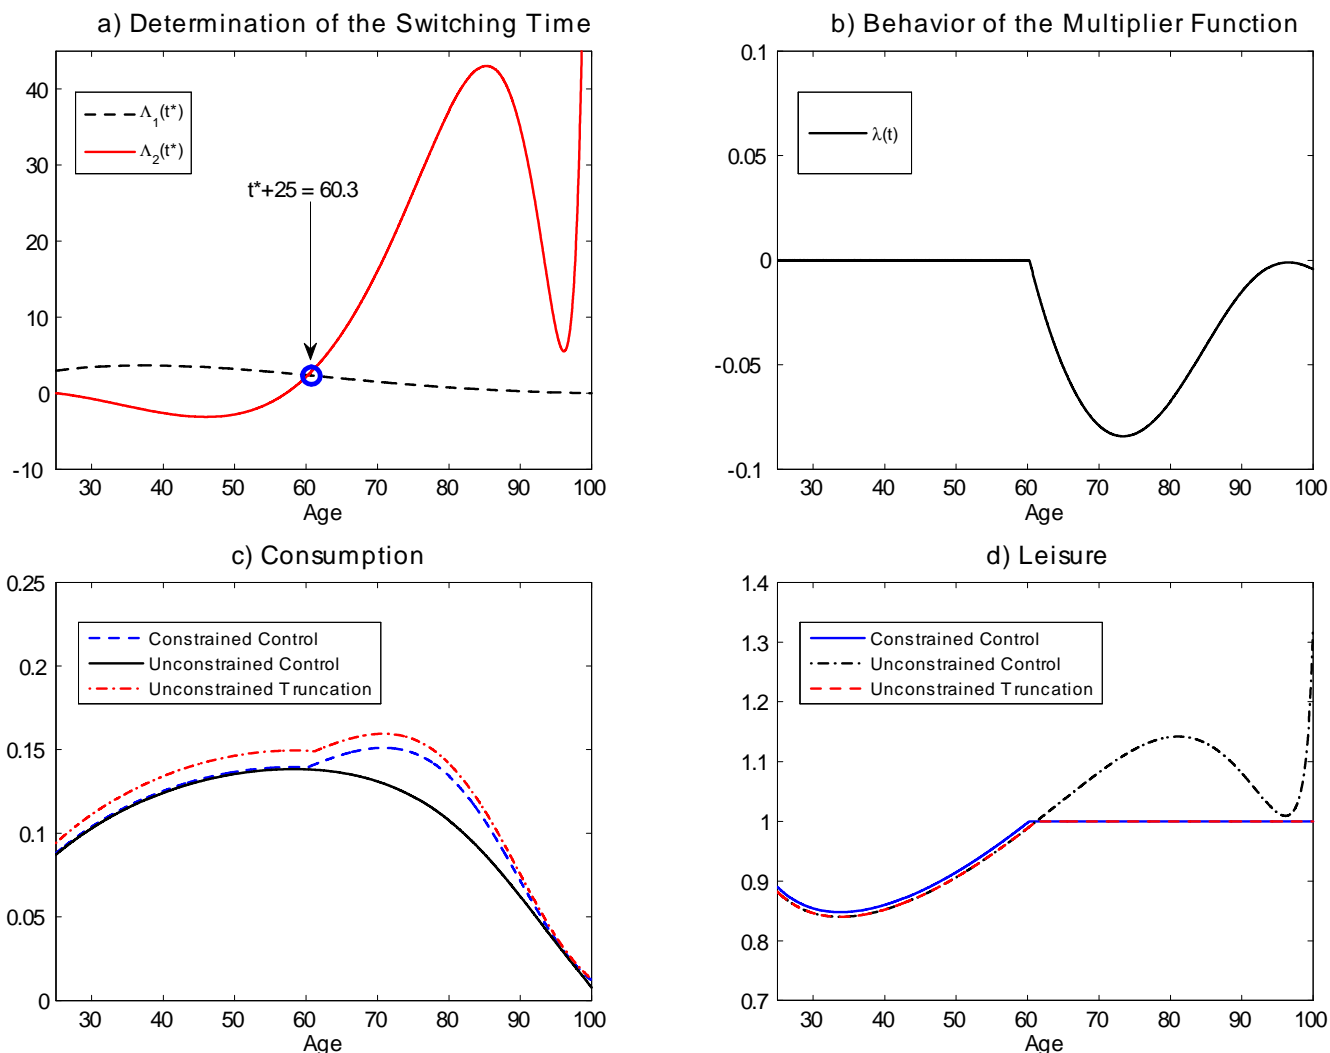 a) Determination of the Switching Time
40
30
20
10
0
-10
Λ1(t*)
Λ2(t*)
t*+25 = 60.3
30 40 50 60 70 80 90 100
Age
b) Behavior of the Multiplier Function
0.1
0.05
0
-0.05
-0.1
λ(t)
30 40 50 60 70 80 90 100
Age
c) Consumption
0.25
0.2
0.15
0.1
0.05
0
Constrained Control
Unconstrained Control
Unconstrained Truncation
30 40 50 60 70 80 90 100
Age
d) Leisure
1.4
1.3
1.2
1.1
1
0.9
0.8
0.7
Constrained Control
Unconstrained Control
Unconstrained Truncation
30 40 50 60 70 80 90 100
Age